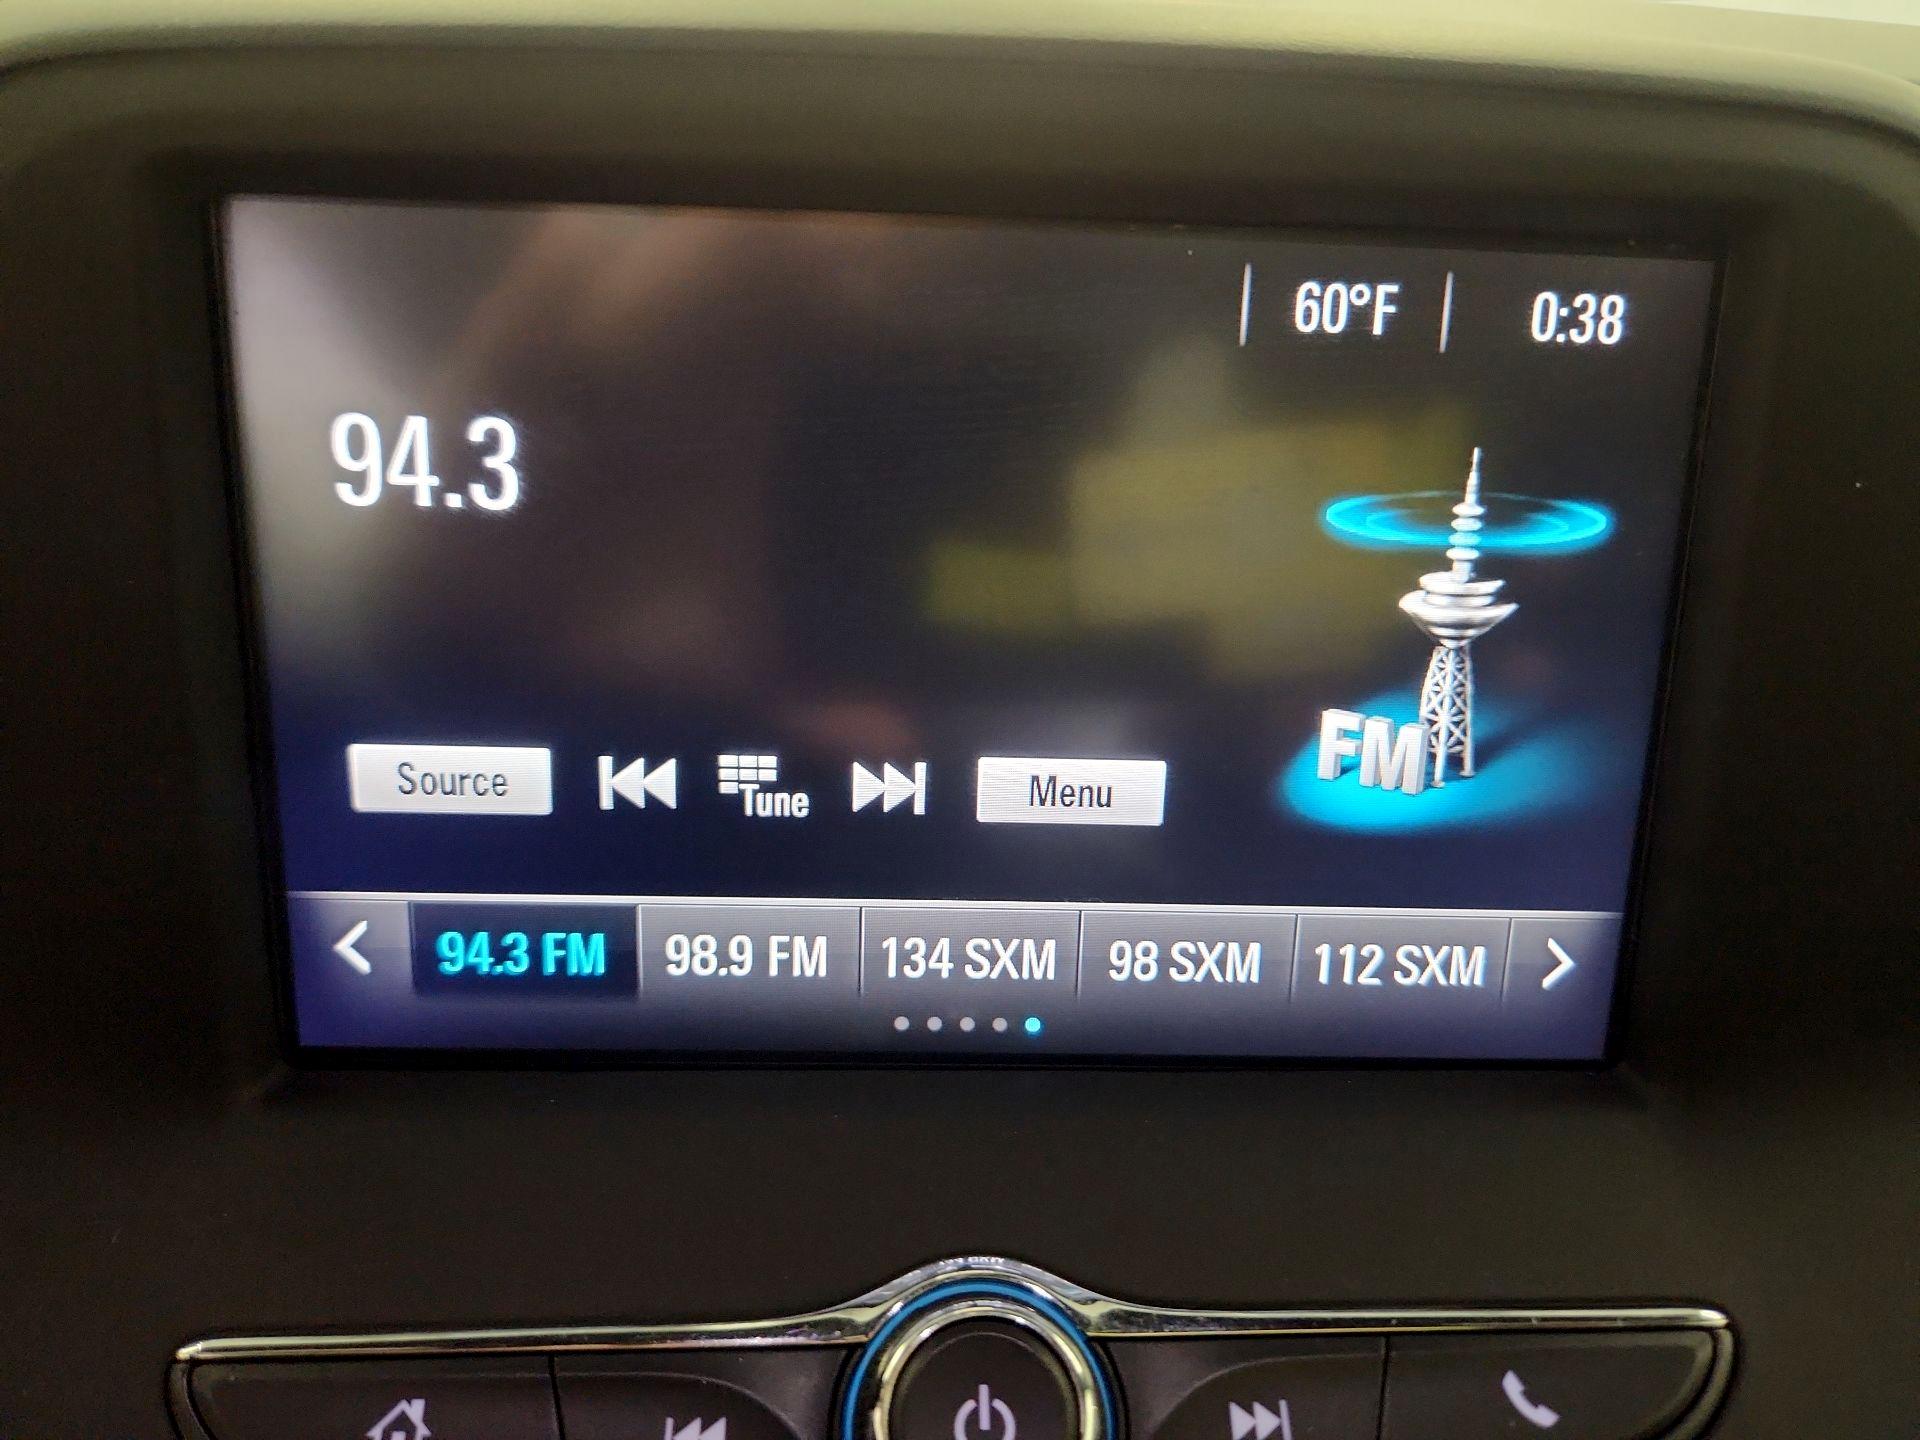 60°F 0:38
94.3
FM
Source Tune Menu
94.3 FM 98.9 FM 134 SXM 98 SXM 112 SXM